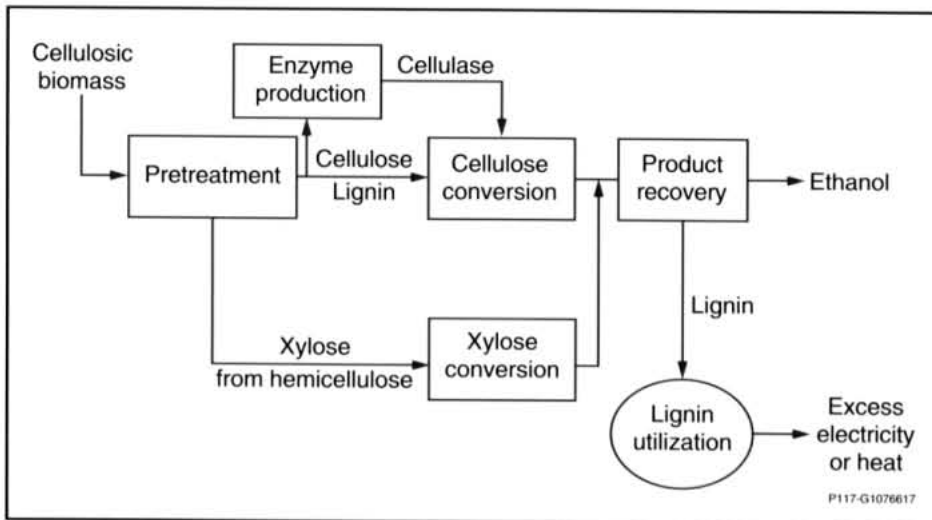 Cellulosic
biomass
Enzyme
production
Cellulase
Pretreatment
Cellulose
Lignin
Cellulose
conversion
Product
recovery
Ethanol
Xylose
from hemicellulose
Xylose
conversion
Lignin
Lignin
utilization
Excess
electricity
or heat
P117-G1076617